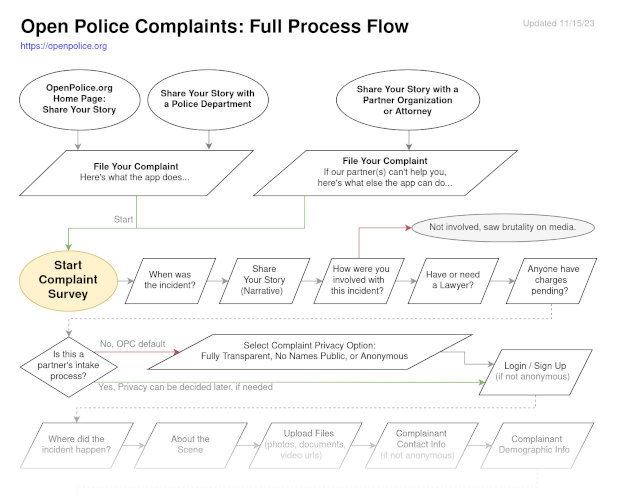 Open Police Complaints: Full Process Flow
Updated 11/15/23
https://openpolice.org
OpenPolice.org
Home Page:
Share Your Story
Share Your Story with
a Police Department
Share Your Story with a
Partner Organization
or Attorney
File Your Complaint
Here's what the app does...
File Your Complaint
If our partner(s) can't help you,
here's what else the app can do...
Start
Not involved, saw brutality on media.
Start
Complaint
Survey
When was
the incident?
Share
Your Story
(Narrative)
How were you
involved with
this incident?
Have or need
a Lawyer?
Anyone have
charges
pending?
Is this a
partner's intake
process?
No, OPC default
Select Complaint Privacy Option:
Fully Transparent, No Names Public, or Anonymous
Yes, Privacy can be decided later, if needed
Login / Sign Up
(if not anonymous)
Where did the
incident happen?
About the
Scene
Upload Files
(photos, documents,
video urls)
Complainant
Contact Info
(if not anonymous)
Complainant
Demographic Info